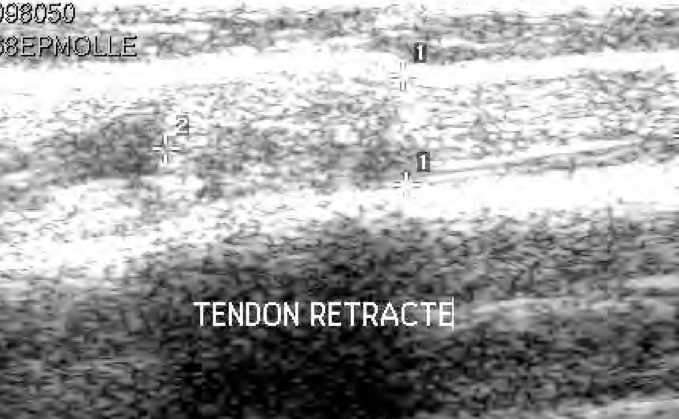 098050
68EPMOLLE
1
2
1
TENDON RETRACTE